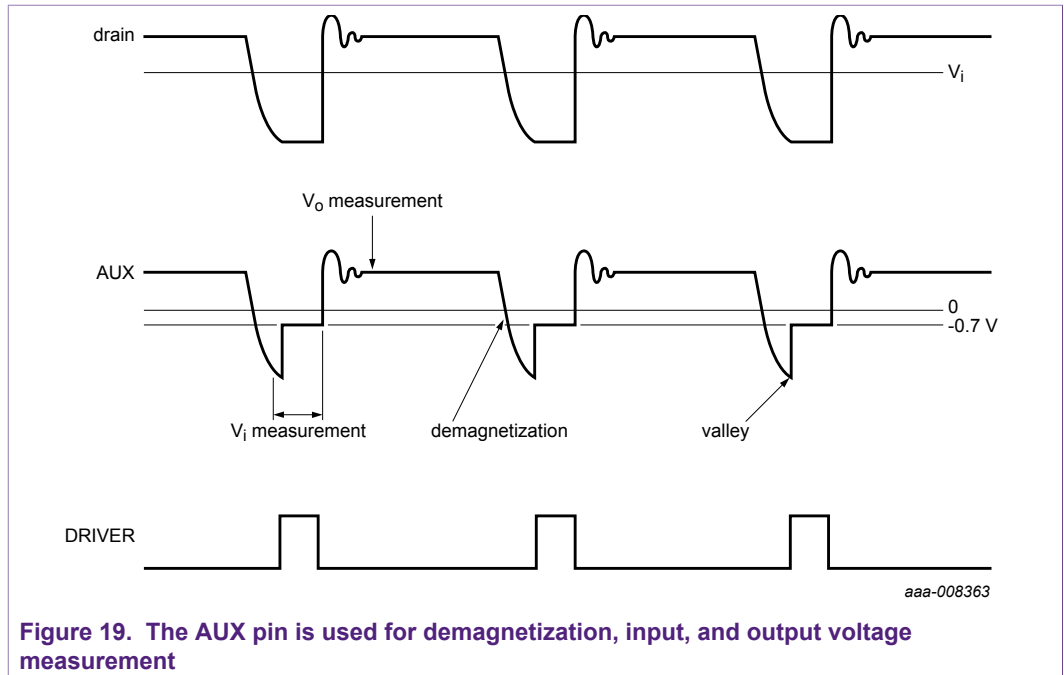 drain
Vi
Vo measurement
AUX
0
-0.7 V
Vi measurement
demagnetization
valley
DRIVER
aaa-008363
Figure 19. The AUX pin is used for demagnetization, input, and output voltage
measurement